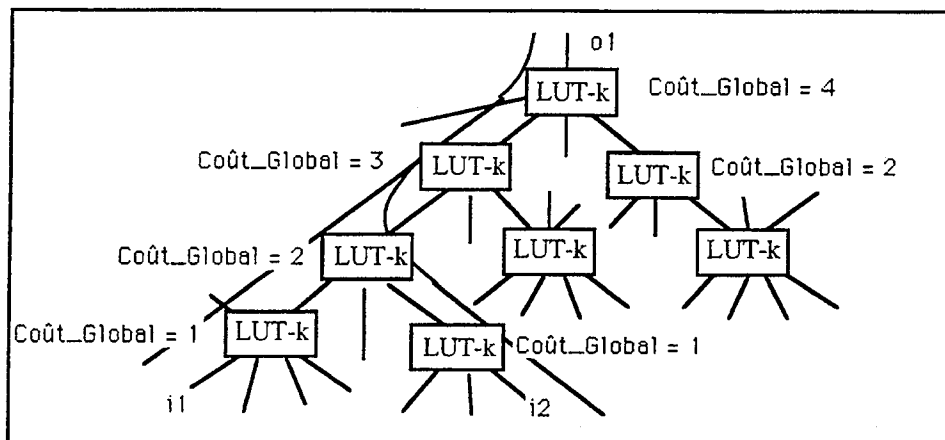 o1
LUT-k Coût_Global = 4
Coût_Global = 3 LUT-k LUT-k Coût_Global = 2
Coût_Global = 2 LUT-k LUT-k LUT-k
Coût_Global = 1 LUT-k LUT-k Coût_Global = 1
i1 i2